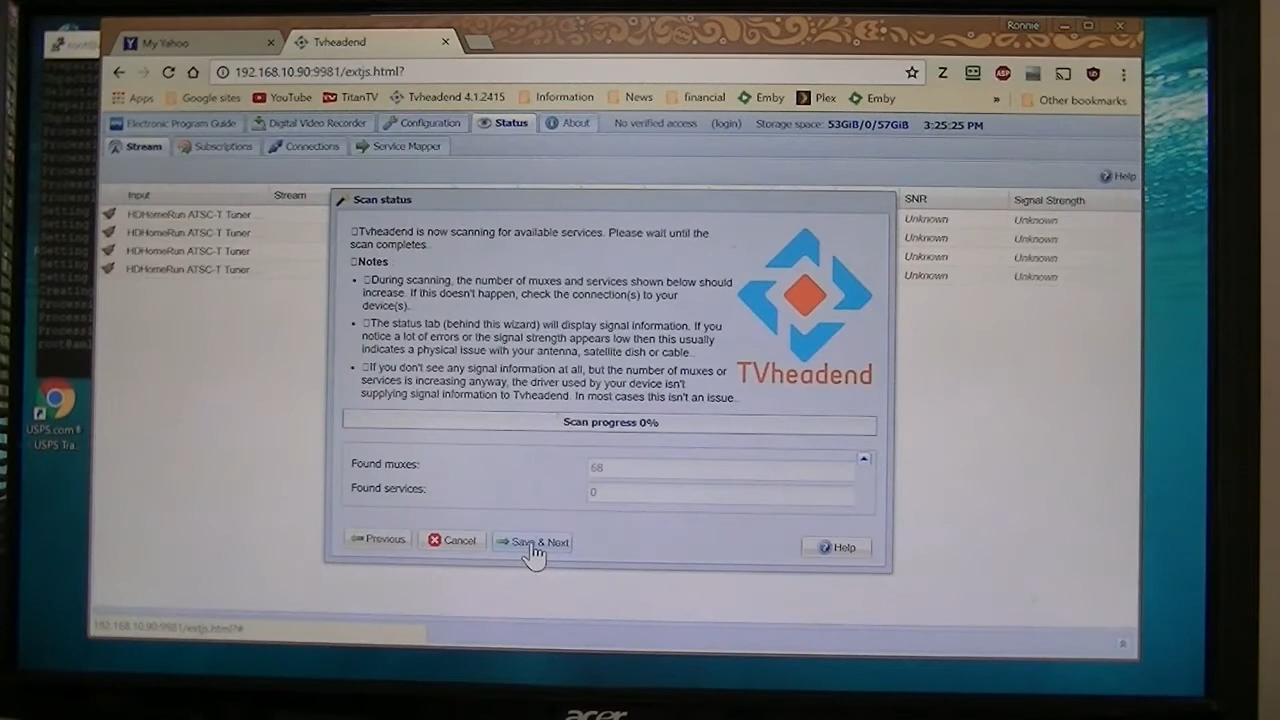 Ronnie
My Yahoo
Tvheadend
192.168.10.90:9981/extjs.html?
Z
ABP
Apps
Google sites
YouTube
TitanTV
Tvheadend 4.1.2415
Information
News
financial
Emby
Plex
Emby
»
Other bookmarks
Electronic Program Guide
Digital Video Recorder
Configuration
Status
About
No verified access
(login)
Storage space: 53GiB/0/57GiB
3:25:25 PM
Stream
Subscriptions
Connections
Service Mapper
Help
Input
Stream
SNR
Signal Strength
HDHomeRun ATSC-T Tuner
Unknown
Unknown
HDHomeRun ATSC-T Tuner
Unknown
Unknown
HDHomeRun ATSC-T Tuner
Unknown
Unknown
HDHomeRun ATSC-T Tuner
Unknown
Unknown
Scan status
Tvheadend is now scanning for available services. Please wait until the
scan completes.
Notes
• During scanning, the number of muxes and services shown below should
increase. If this doesn't happen, check the connection(s) to your
device(s).
• The status tab (behind this wizard) will display signal information. If you
notice a lot of errors or the signal strength appears low then this usually
indicates a physical issue with your antenna, satellite dish or cable.
• If you don't see any signal information at all, but the number of muxes or
services is increasing anyway, the driver used by your device isn't
supplying signal information to Tvheadend. In most cases this isn't an issue.
TVheadend
Scan progress 0%
Found muxes:
68
Found services:
0
Previous
Cancel
Save & Next
Help
192.168.10.90:9981/extjs.html?#
USPS.com®
USPS Tra...
acer